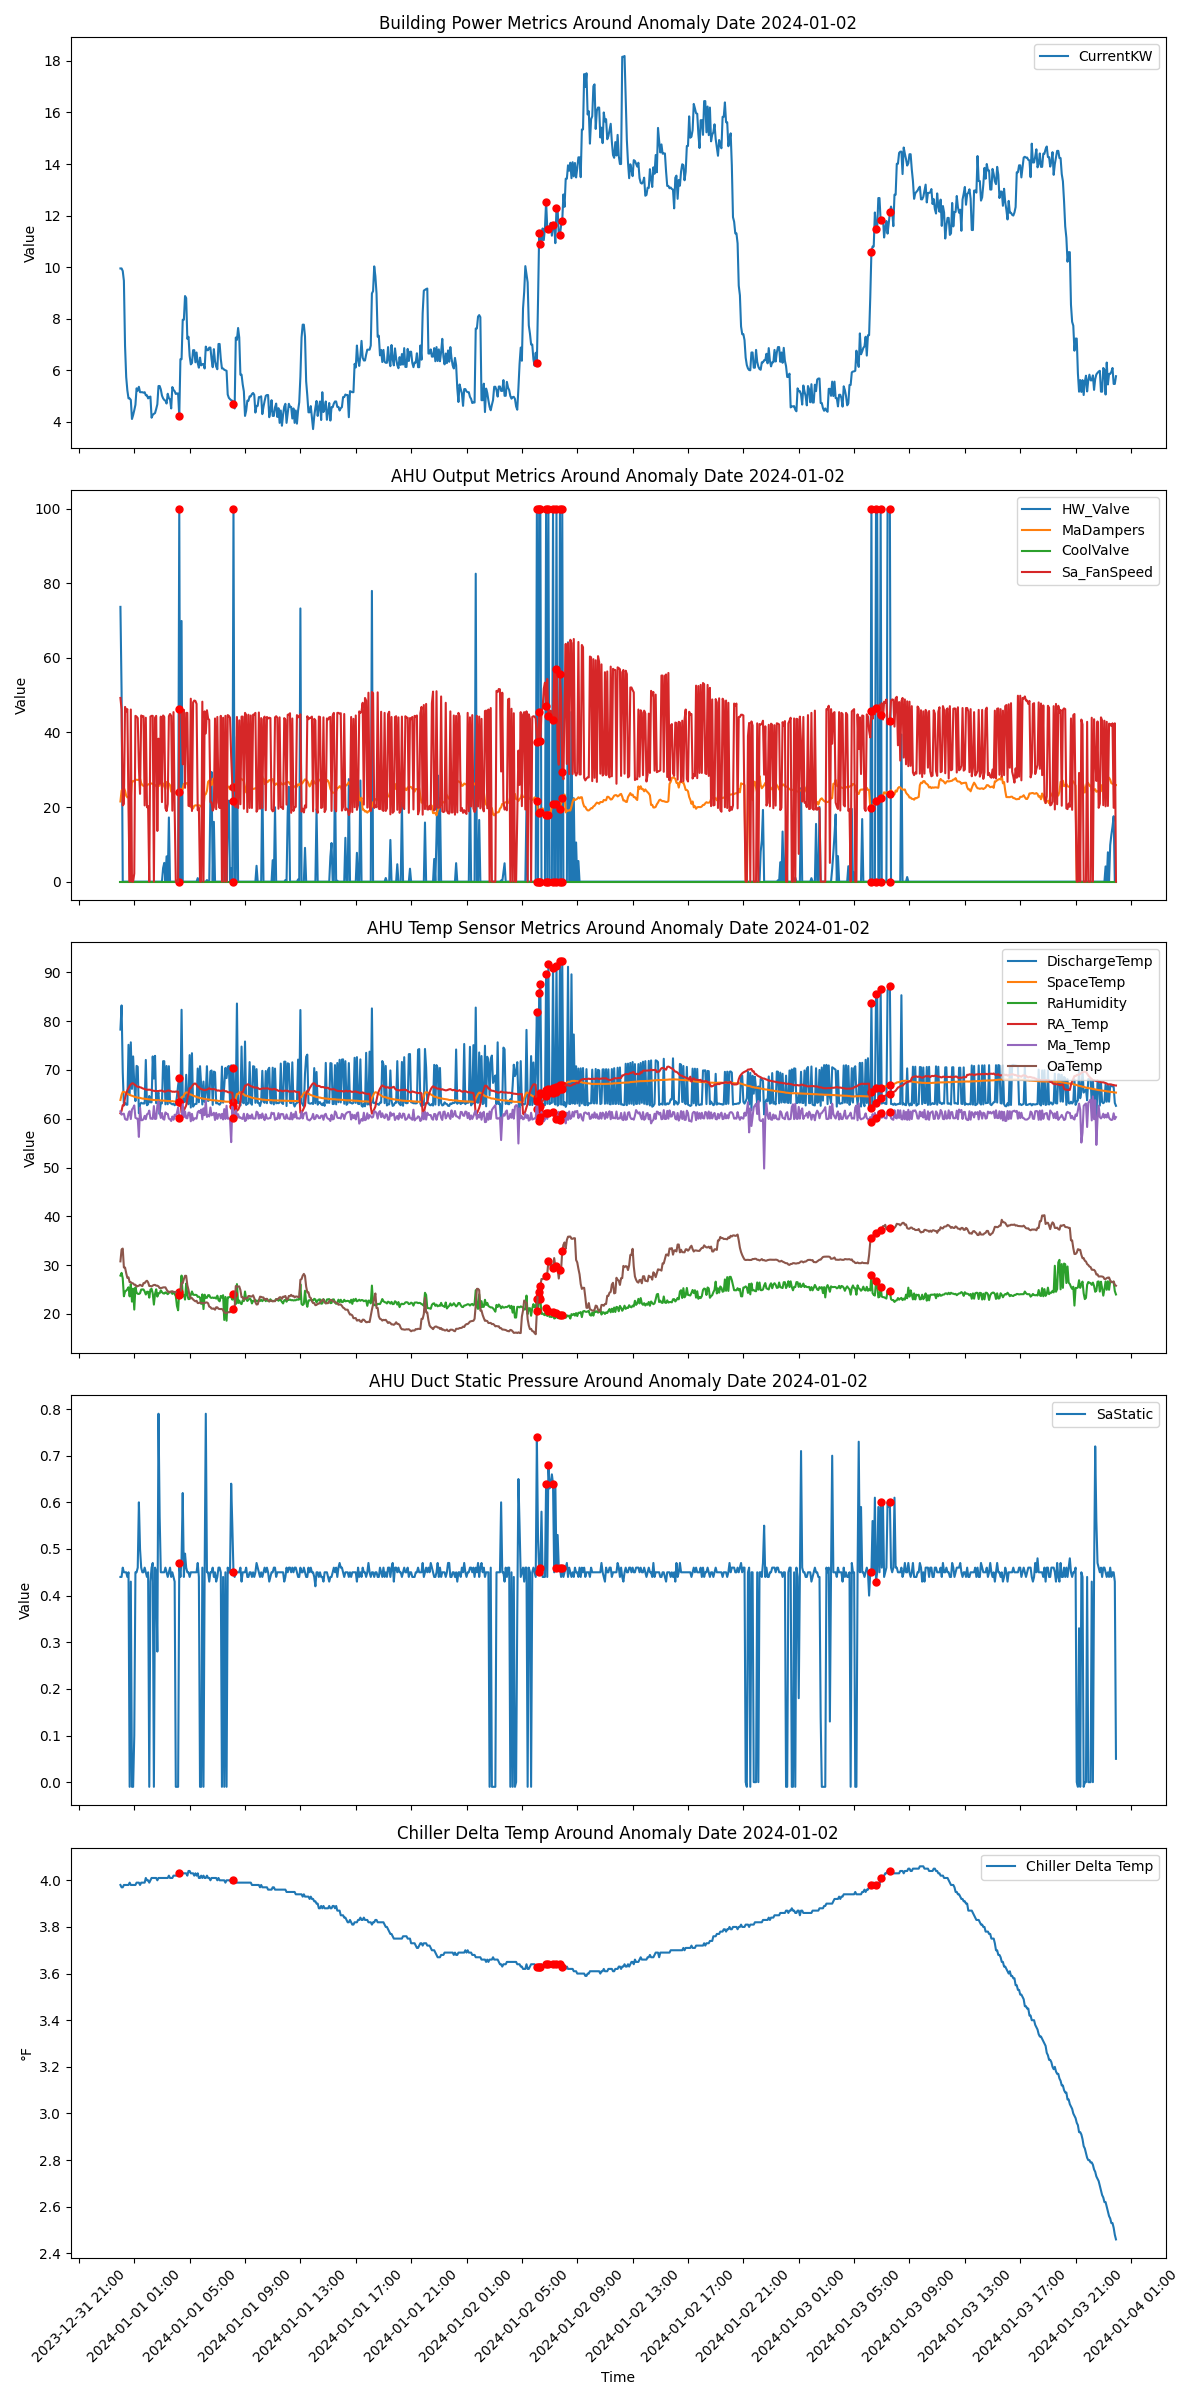 Building Power Metrics Around Anomaly Date 2024-01-02
CurrentKW
18
16
14
12
10
8
6
4
Value
AHU Output Metrics Around Anomaly Date 2024-01-02
HW_Valve
MaDampers
CoolValve
Sa_FanSpeed
100
80
60
40
20
0
Value
AHU Temp Sensor Metrics Around Anomaly Date 2024-01-02
DischargeTemp
SpaceTemp
RaHumidity
RA_Temp
Ma_Temp
OaTemp
90
80
70
60
50
40
30
20
Value
AHU Duct Static Pressure Around Anomaly Date 2024-01-02
SaStatic
0.8
0.7
0.6
0.5
0.4
0.3
0.2
0.1
0.0
Value
Chiller Delta Temp Around Anomaly Date 2024-01-02
Chiller Delta Temp
4.0
3.8
3.6
3.4
3.2
3.0
2.8
2.6
2.4
°F
2023-12-31 21:00
2024-01-01 01:00
2024-01-01 05:00
2024-01-01 09:00
2024-01-01 13:00
2024-01-01 17:00
2024-01-01 21:00
2024-01-02 01:00
2024-01-02 05:00
2024-01-02 09:00
2024-01-02 13:00
2024-01-02 17:00
2024-01-02 21:00
2024-01-03 01:00
2024-01-03 05:00
2024-01-03 09:00
2024-01-03 13:00
2024-01-03 17:00
2024-01-03 21:00
2024-01-04 01:00
Time